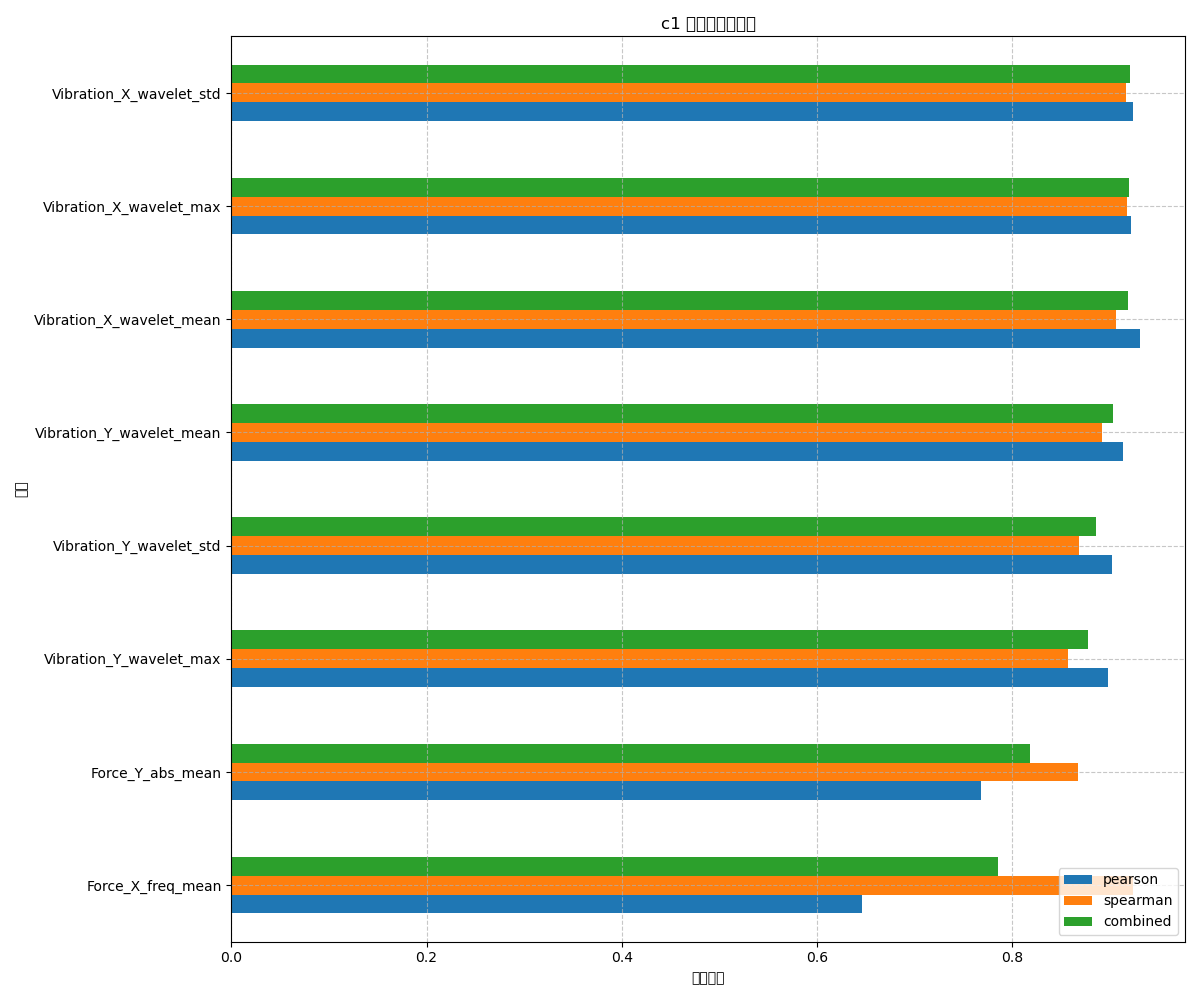 c1
Vibration_X_wavelet_std
Vibration_X_wavelet_max
Vibration_X_wavelet_mean
Vibration_Y_wavelet_mean
Vibration_Y_wavelet_std
Vibration_Y_wavelet_max
Force_Y_abs_mean
Force_X_freq_mean
pearson
spearman
combined
0.0 0.2 0.4 0.6 0.8